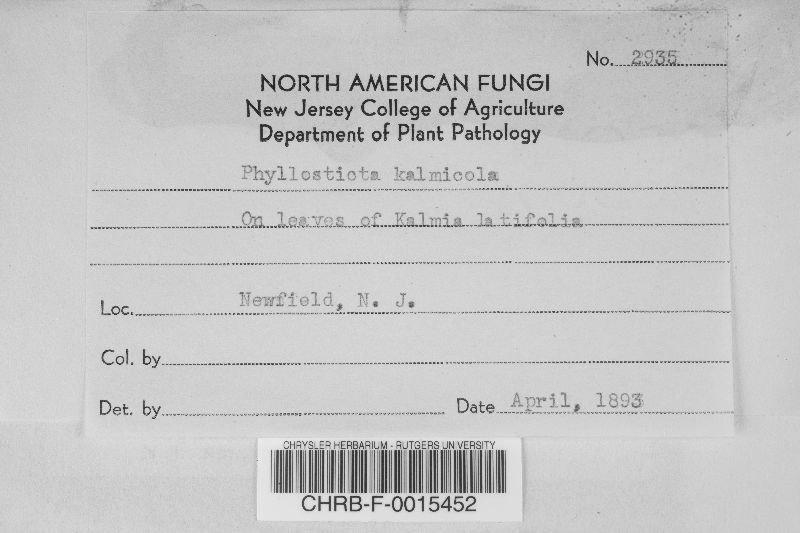 No. 2935
NORTH AMERICAN FUNGI
New Jersey College of Agriculture
Department of Plant Pathology
Phyllosticta kalmicola
On leaves of Kalmia latifolia
Loc. Newfield, N. J.
Col. by
Det. by Date April, 1893
CHRYSLER HERBARIUM - RUTGERS UNIVERSITY
CHRB-F-0015452